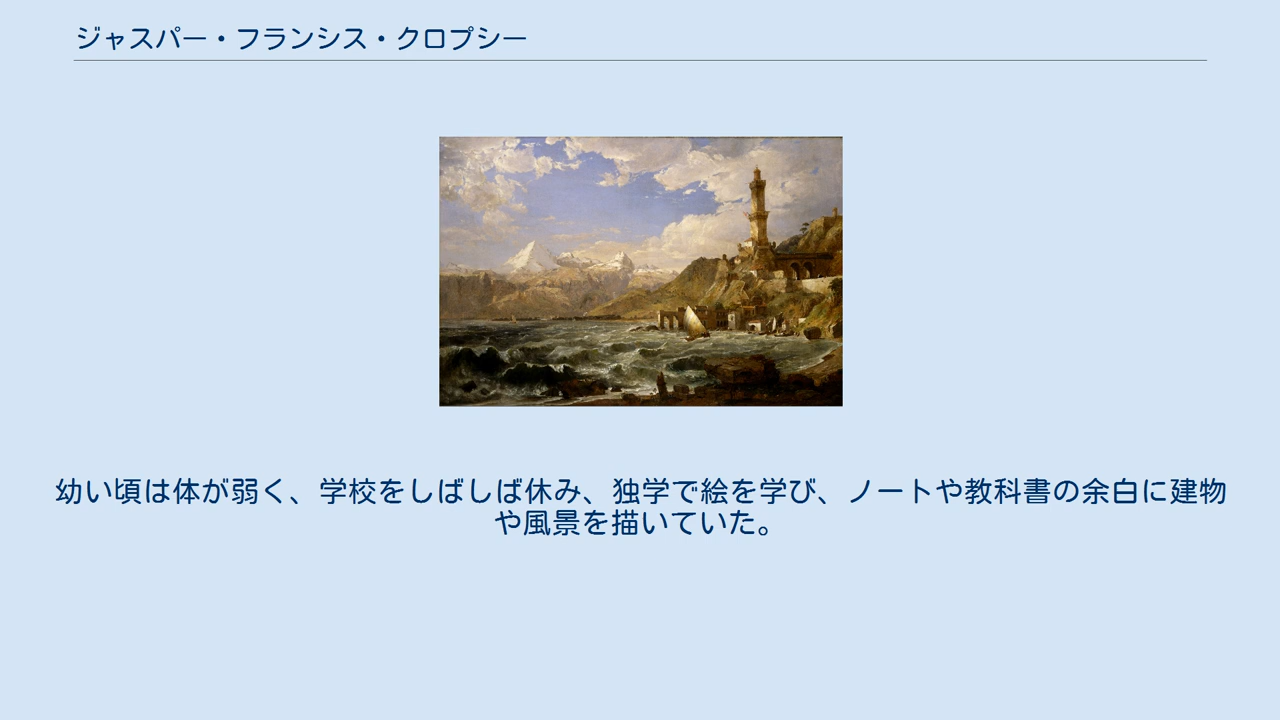 ジャスパー・フランシス・クロプシー
幼い頃は体が弱く、学校をしばしば休み、独学で絵を学び、ノートや教科書の余白に建物
や風景を描いていた。